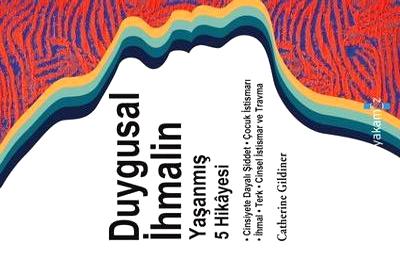 Duygusal
İhmalin
Yaşanmış
5 Hikâyesi
• Cinsiyete Dayalı Şiddet • Çocuk İstismarı
• İhmal • Terk • Cinsel İstismar ve Travma
Catherine Gildiner
yakamoz